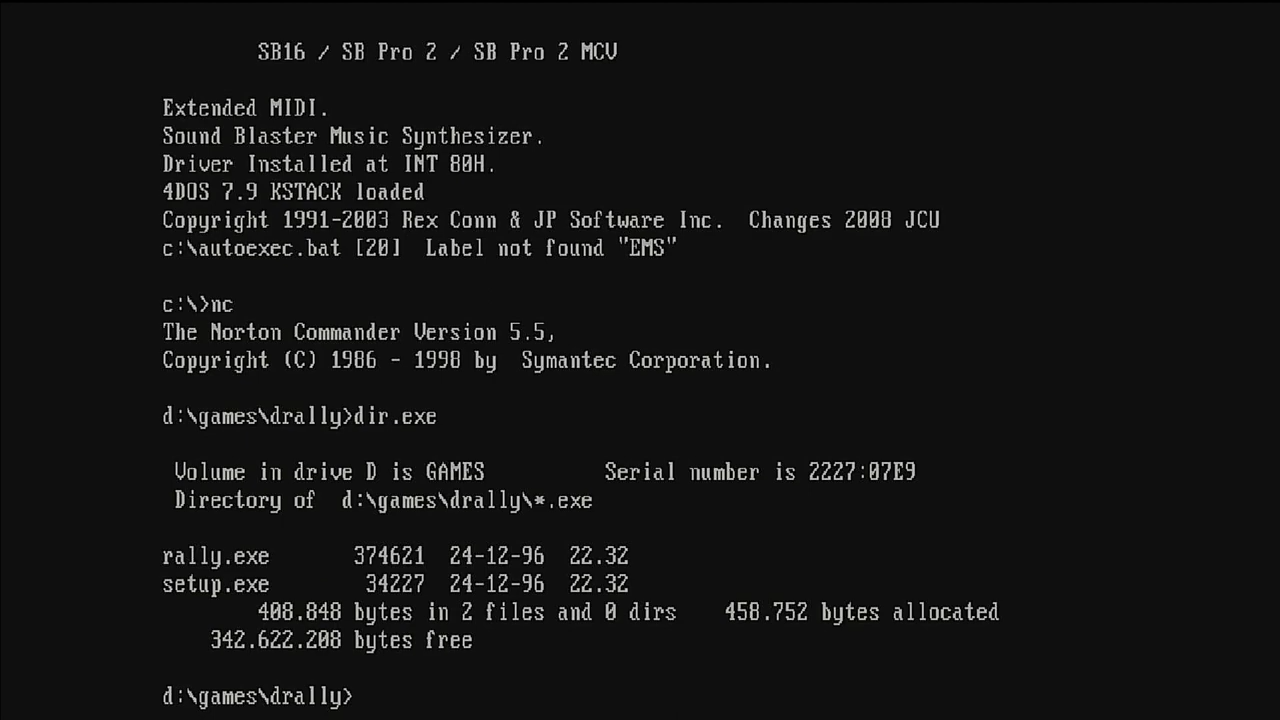 SB16 / SB Pro 2 / SB Pro 2 MCV
Extended MIDI.
Sound Blaster Music Synthesizer.
Driver Installed at INT 80H.
4DOS 7.9 KSTACK loaded
Copyright 1991-2003 Rex Conn & JP Software Inc.  Changes 2008 JCU
c:\autoexec.bat [20]  Label not found "EMS"
c:\>nc
The Norton Commander Version 5.5,
Copyright (C) 1986 - 1998 by  Symantec Corporation.
d:\games\drally>dir.exe
Volume in drive D is GAMES          Serial number is 2227:07E9
Directory of  d:\games\drally\*.exe
rally.exe       374621  24-12-96  22.32
setup.exe        34227  24-12-96  22.32
408.848 bytes in 2 files and 0 dirs    458.752 bytes allocated
342.622.208 bytes free
d:\games\drally>